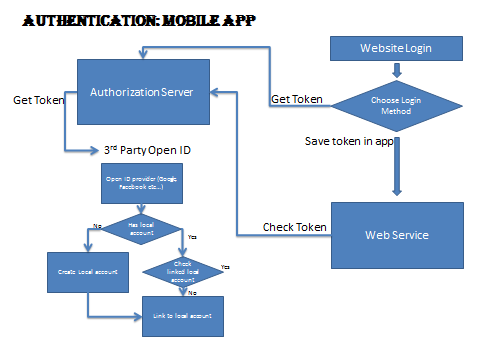 AUTHENTICATION: MOBILE APP
Website Login
Authorization Server
Get Token
Get Token
Choose Login
Method
Save token in app
3rd Party Open ID
Open ID provider (Google,
Facebook etc...)
Has local
account
No
Yes
Check Token
Web Service
Create Local account
Check
linked local
account
Yes
No
Link to local account